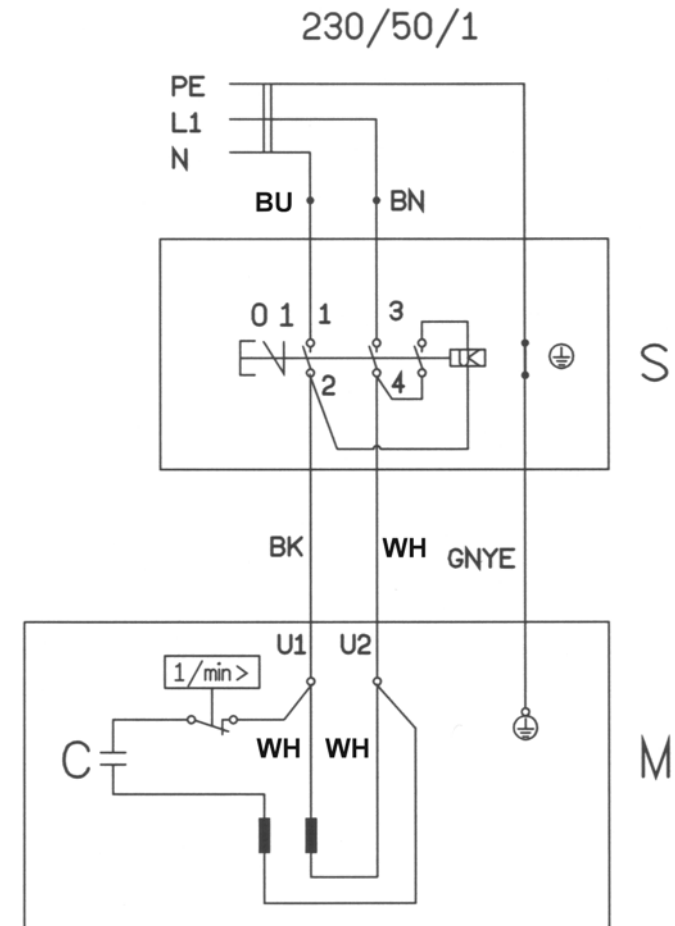 230/50/1
PE
L1
N
BU
BN
0 1
1
3
2
4
U<
S
BK
WH
GNYE
U1
U2
1/min>
WH
WH
C
M